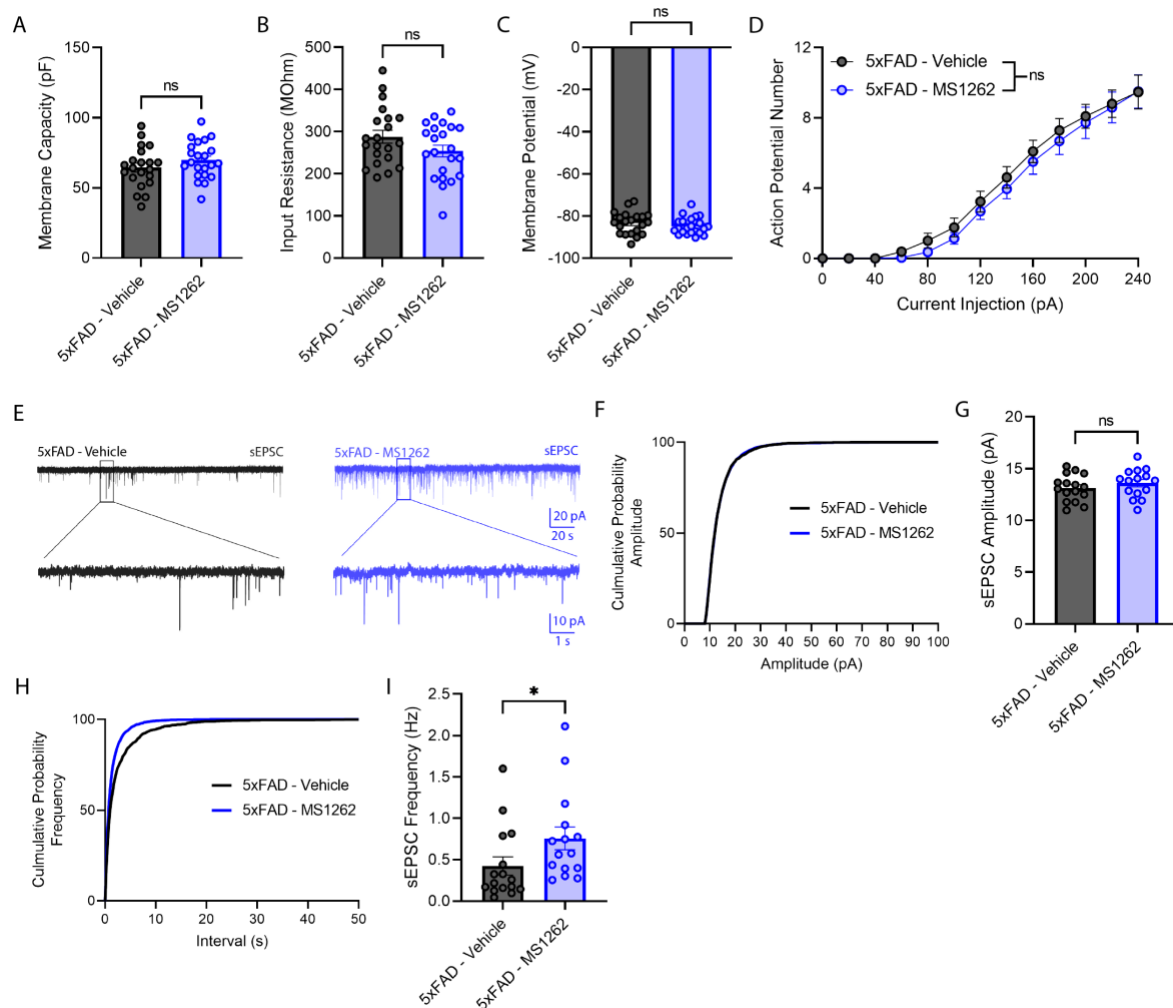 A
Membrane Capacity (pF)
150
100
50
0
ns
5xFAD - Vehicle
5xFAD - MS1262
B
Input Resistance (MOhm)
500
400
300
200
100
0
ns
5xFAD - Vehicle
5xFAD - MS1262
C
Membrane Potential (mV)
0
-20
-40
-60
-80
-100
ns
5xFAD - Vehicle
5xFAD - MS1262
D
Action Potential Number
12
8
4
0
5xFAD - Vehicle
5xFAD - MS1262
ns
0 40 80 120 160 200 240
Current Injection (pA)
E
5xFAD - Vehicle sEPSC
5xFAD - MS1262 sEPSC
20 pA
20 s
10 pA
1 s
F
Culmulative Probability
Amplitude
100
50
0
5xFAD - Vehicle
5xFAD - MS1262
0 10 20 30 40 50 60 70 80 90 100
Amplitude (pA)
G
sEPSC Amplitude (pA)
20
15
10
5
0
ns
5xFAD - Vehicle
5xFAD - MS1262
H
Culmulative Probability
Frequency
100
50
0
5xFAD - Vehicle
5xFAD - MS1262
0 10 20 30 40 50
Interval (s)
I
sEPSC Frequency (Hz)
2.5
2.0
1.5
1.0
0.5
0.0
*
5xFAD - Vehicle
5xFAD - MS1262